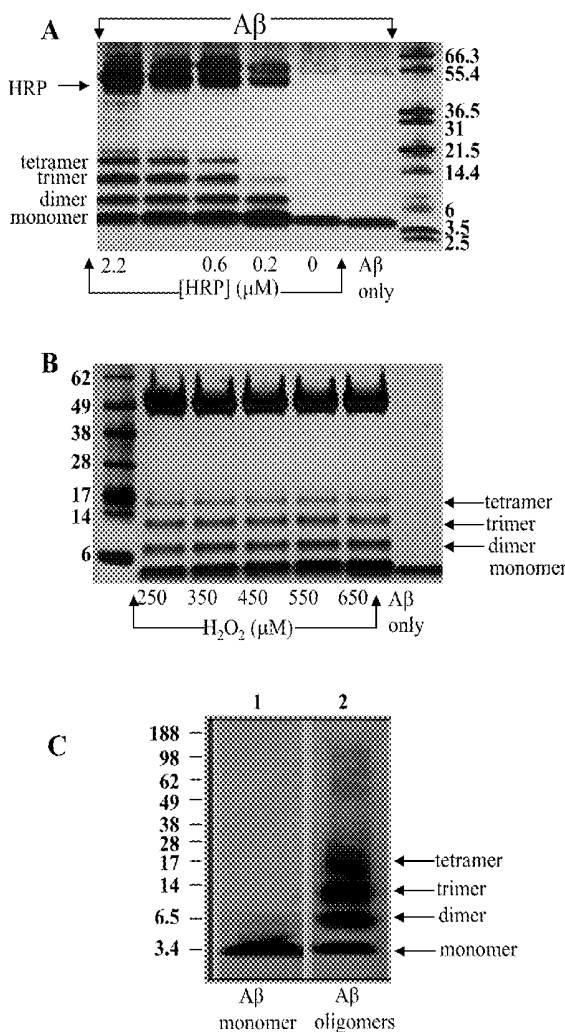 A
Aβ
HRP
66.3
55.4
36.5
31
21.5
14.4
6
3.5
2.5
tetramer
trimer
dimer
monomer
2.2 0.6 0.2 0 Aβ
[HRP] (μM) only
B
62
49
38
28
17
14
6
tetramer
trimer
dimer
monomer
250 350 450 550 650 Aβ
H₂O₂ (μM) only
C
1 2
188
98
62
49
38
28
17
14
6.5
3.4
tetramer
trimer
dimer
monomer
Aβ Aβ
monomer oligomers